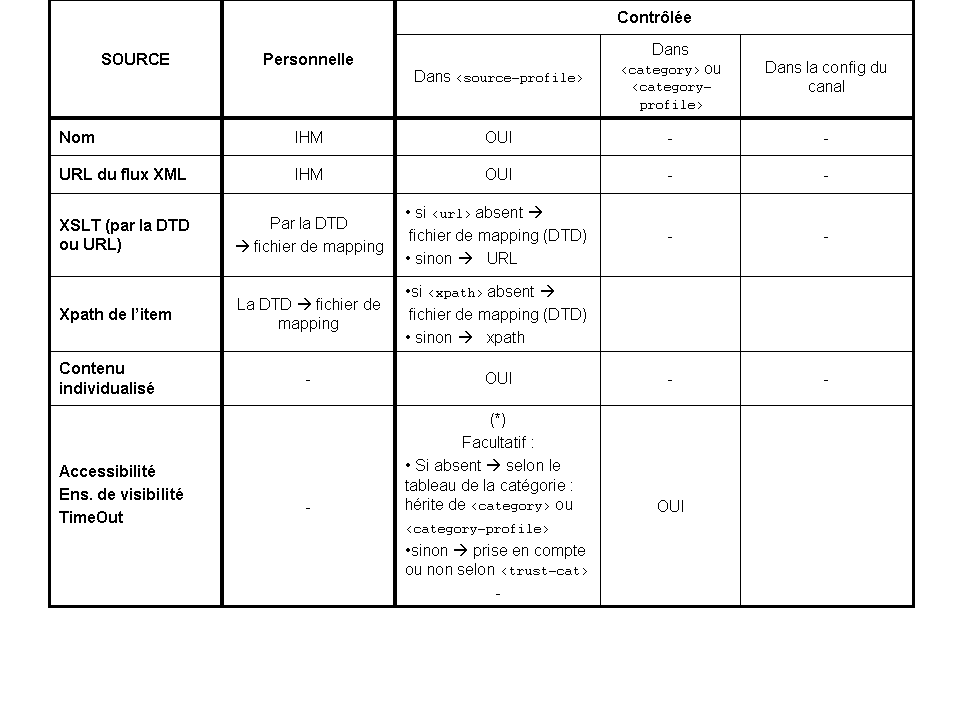 Contrôlée
SOURCE
Personnelle
Dans <source-profile>
Dans
<category> OU
<category-
profile>
Dans la config du
canal
Nom
IHM
OUI
-
-
URL du flux XML
IHM
OUI
-
-
XSLT (par la DTD
ou URL)
Par la DTD
→ fichier de mapping
• si <url> absent →
fichier de mapping (DTD)
• sinon → URL
-
-
Xpath de l'item
La DTD → fichier de
mapping
•si <xpath> absent →
fichier de mapping (DTD)
• sinon → xpath
Contenu
individualisé
-
OUI
-
-
Accessibilité
Ens. de visibilité
TimeOut
-
(*)
Facultatif :
• Si absent → selon le
tableau de la catégorie :
hérite de <category> ou
<category-profile>
•sinon → prise en compte
ou non selon <trust-cat>
-
OUI